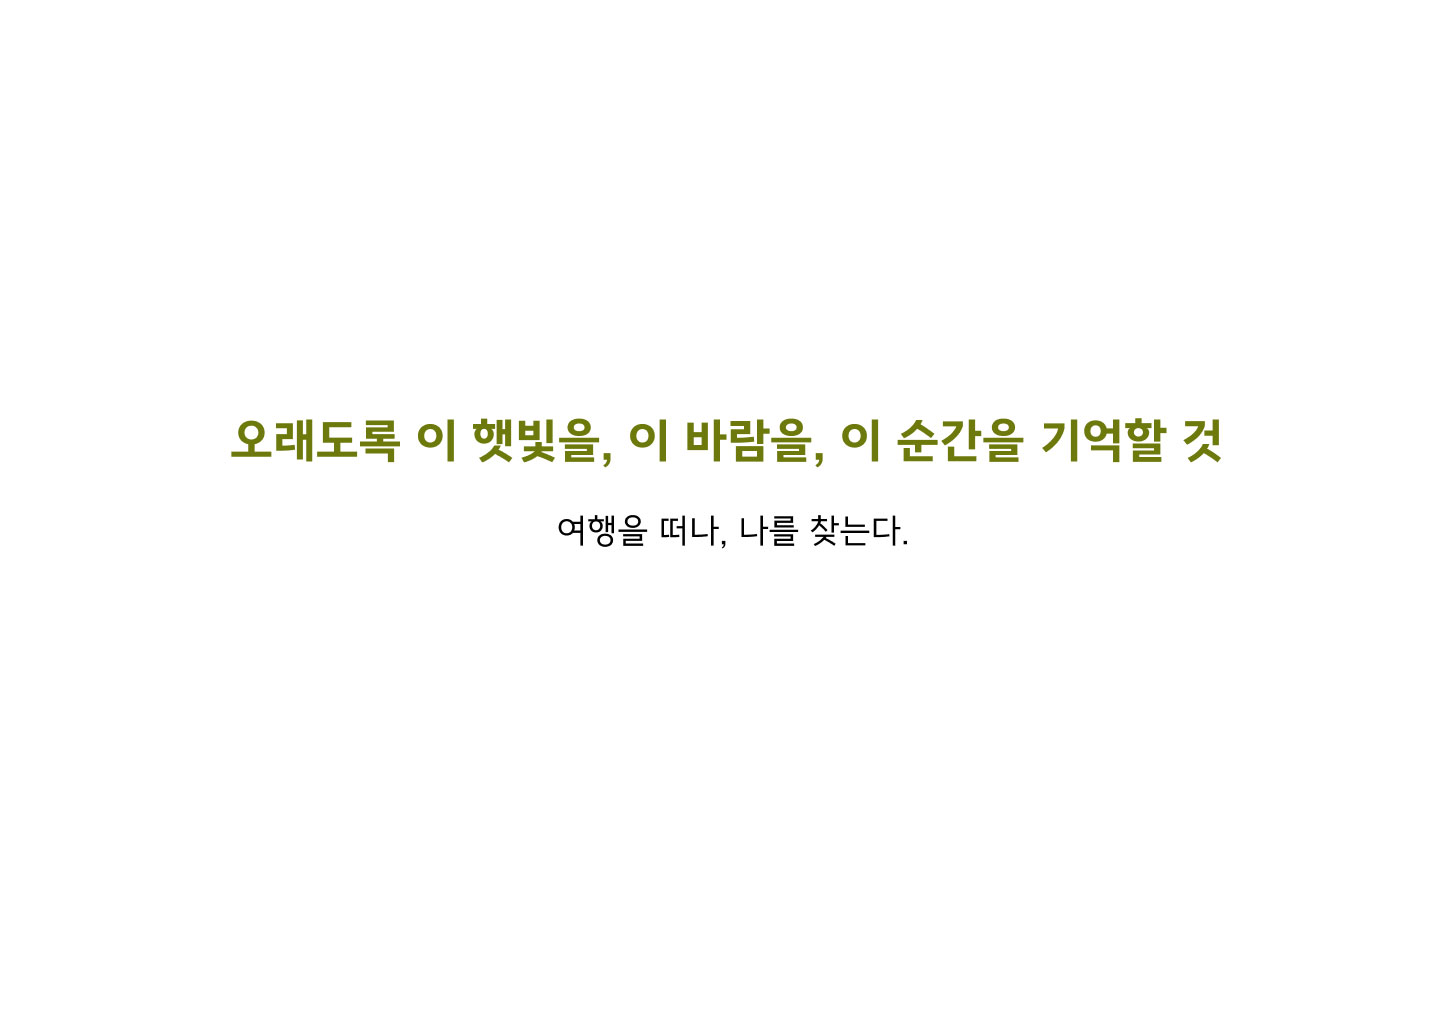 오래도록 이 햇빛을, 이 바람을, 이 순간을 기억할 것
여행을 떠나, 나를 찾는다.